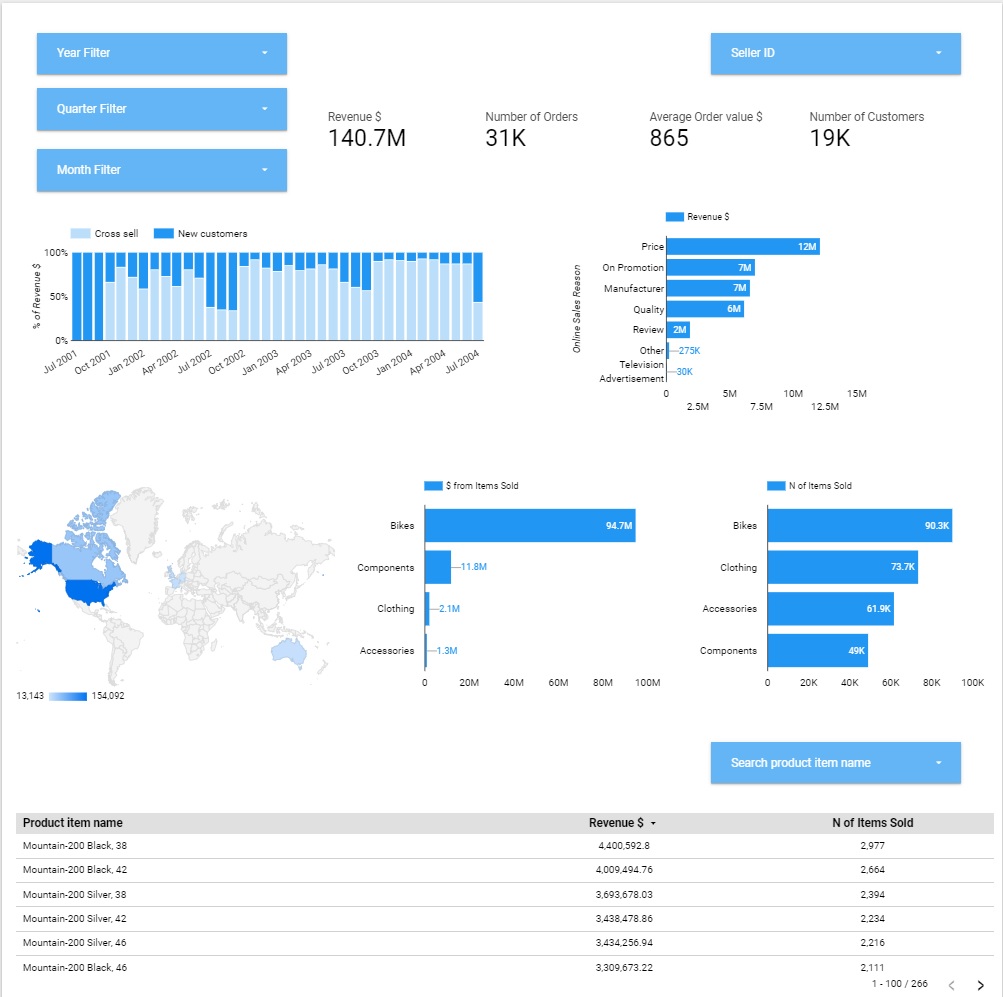 Year Filter
Seller ID
Quarter Filter
Month Filter
Revenue $
140.7M
Number of Orders
31K
Average Order value $
865
Number of Customers
19K
Cross sell
New customers
100%
50%
0%
% of Revenue $
Jul 2001
Oct 2001
Jan 2002
Apr 2002
Jul 2002
Oct 2002
Jan 2003
Apr 2003
Jul 2003
Oct 2003
Jan 2004
Apr 2004
Jul 2004
Revenue $
Online Sales Reason
Price 12M
On Promotion 7M
Manufacturer 7M
Quality 6M
Review 2M
Other 275K
Television
Advertisement 30K
0 5M 10M 15M
2.5M 7.5M 12.5M
13,143 154,092
$ from Items Sold
Bikes 94.7M
Components 11.8M
Clothing 2.1M
Accessories 1.3M
0 20M 40M 60M 80M 100M
N of Items Sold
Bikes 90.3K
Clothing 73.7K
Accessories 61.9K
Components 49K
0 20K 40K 60K 80K 100K
Search product item name
Product item name Revenue $ N of Items Sold
Mountain-200 Black, 38 4,400,592.8 2,977
Mountain-200 Black, 42 4,009,494.76 2,664
Mountain-200 Silver, 38 3,693,678.03 2,394
Mountain-200 Silver, 42 3,438,478.86 2,234
Mountain-200 Silver, 46 3,434,256.94 2,216
Mountain-200 Black, 46 3,309,673.22 2,111
1 - 100 / 266